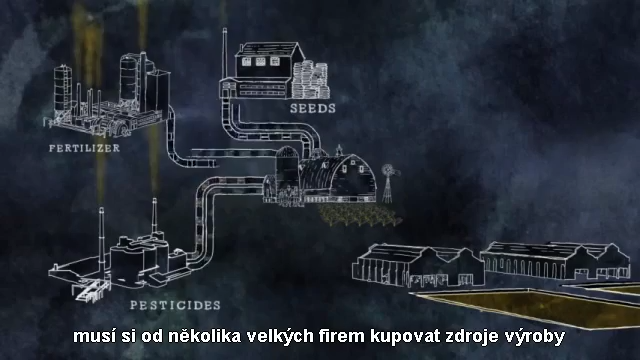 SEEDS
FERTILIZER
PESTICIDES
musí si od několika velkých firem kupovat zdroje výroby